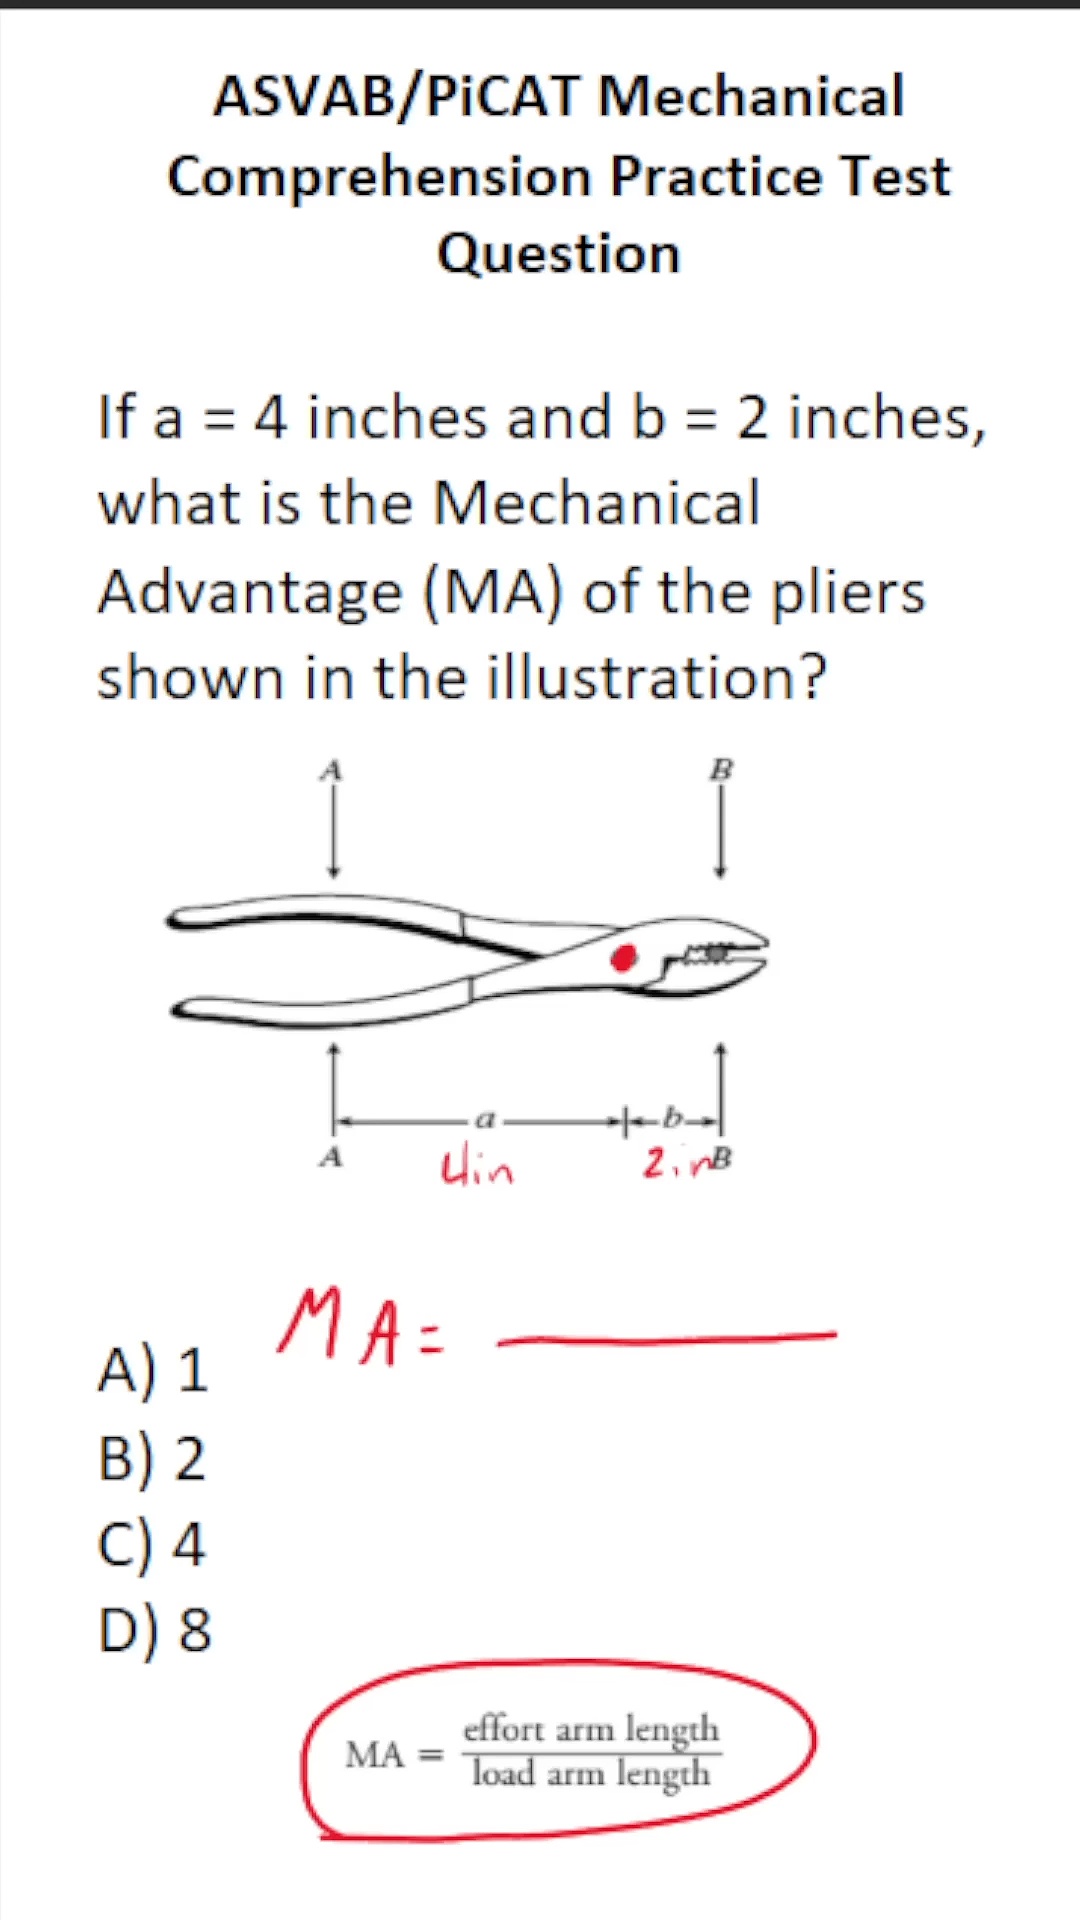 ASVAB/PiCAT Mechanical
Comprehension Practice Test
Question
If a = 4 inches and b = 2 inches,
what is the Mechanical
Advantage (MA) of the pliers
shown in the illustration?
A B
a b
A 4in 2in B
MA=
A) 1
B) 2
C) 4
D) 8
MA = effort arm length
load arm length